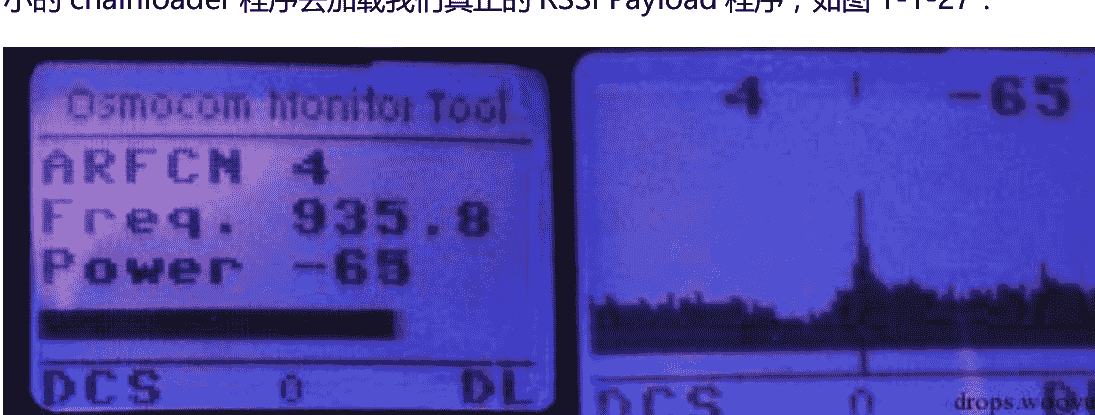 小的 chainloader 程序去加载我们真正的 RSSI Payload 程序，如图 1-1-27：
Osmocom Monitor Tool
ARFCN 4
Freq. 935.8
Power -65
DCS 0 DL
4 -65
DCS 0
drops.wooyu